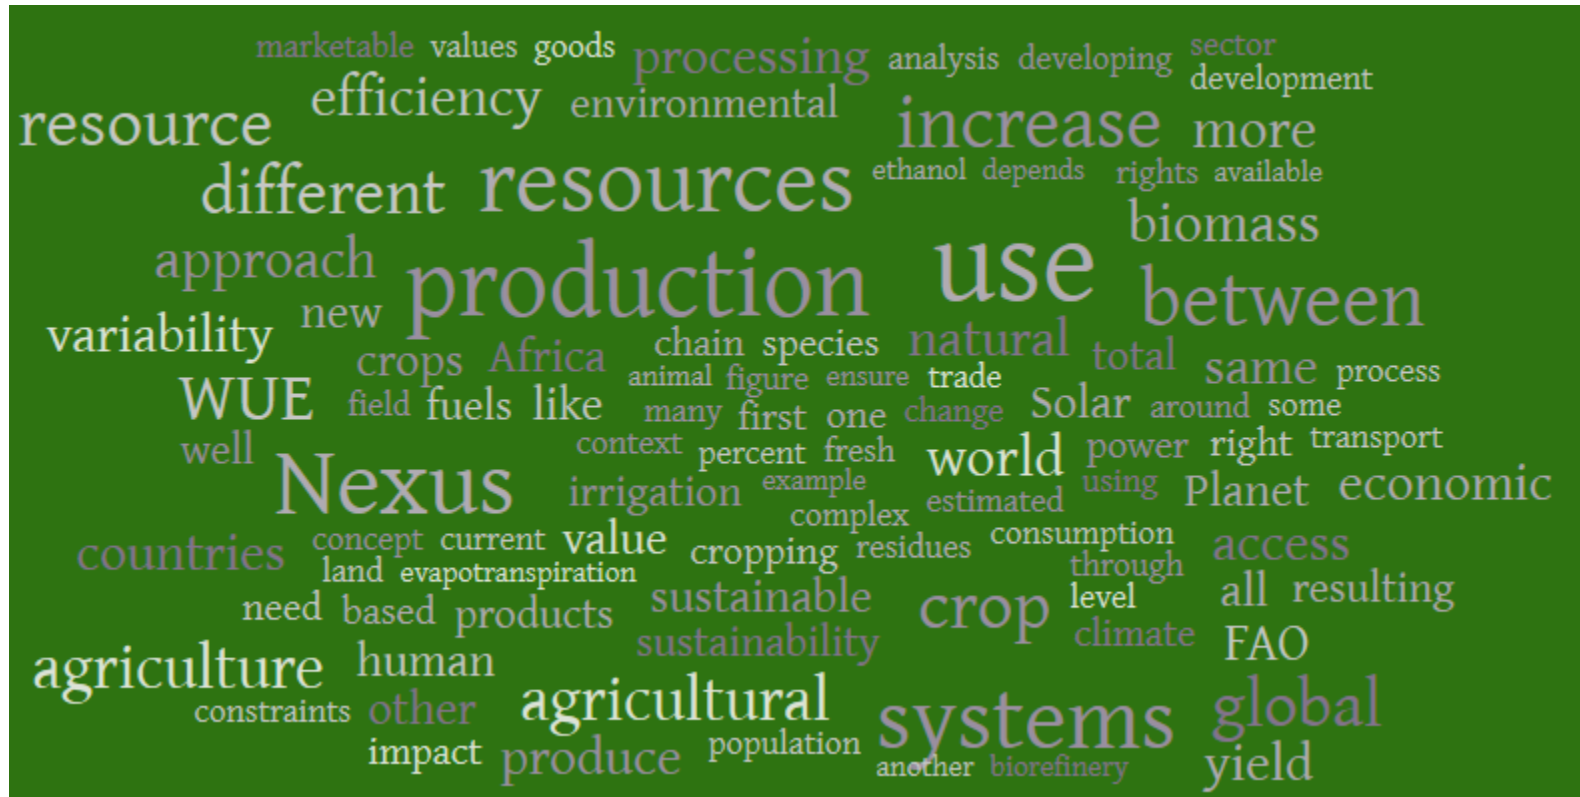 marketable values goods processing analysis developing sector
development
resource efficiency environmental increase more
different resources ethanol depends rights available
biomass
approach production use between
variability new
crops Africa chain species natural total same process
WUE field fuels like animal figure ensure trade
many first one change Solar around some
well context percent fresh world power right transport
Nexus irrigation example estimated using Planet economic
complex
countries concept current value cropping residues consumption access
land evapotranspiration through
need based products sustainable crop level all resulting
sustainability climate FAO
agriculture human
constraints other agricultural systems global
impact produce population another biorefinery yield